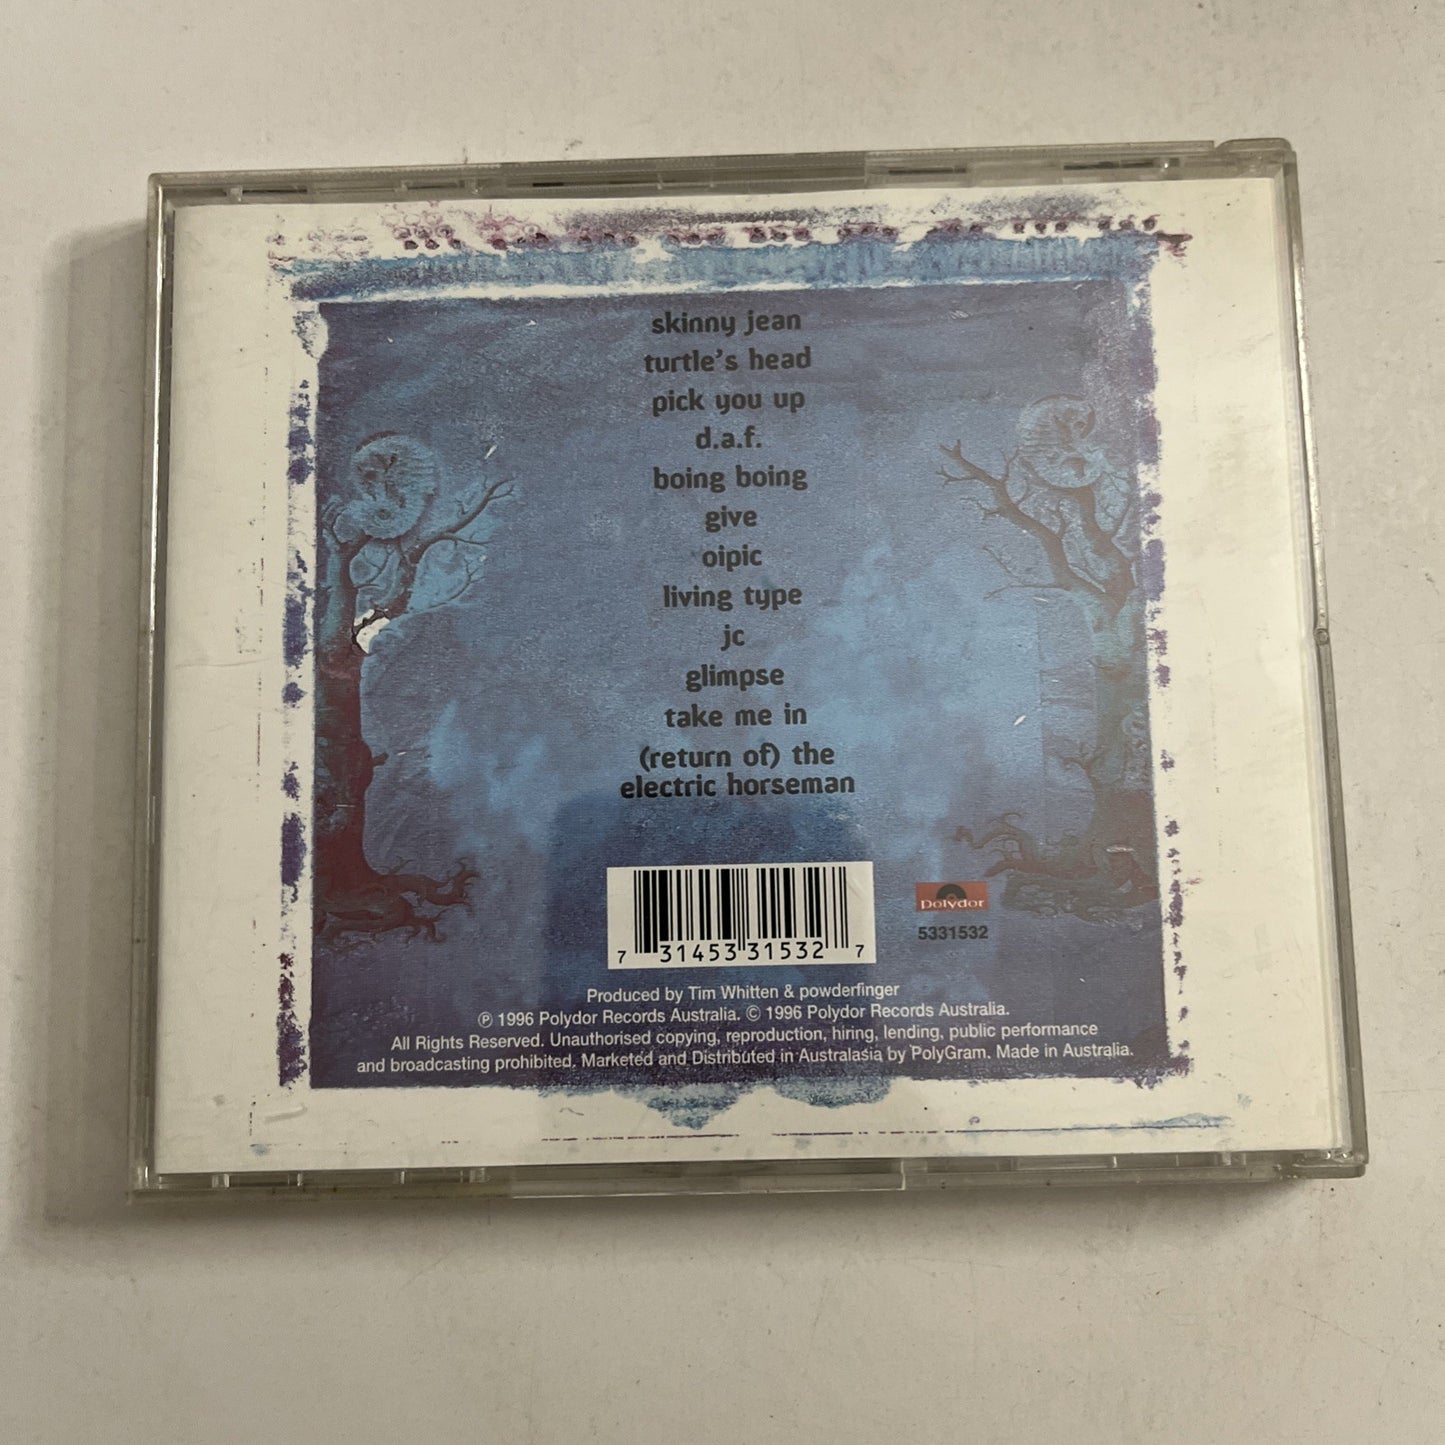 skinny jean
turtle's head
pick you up
d.a.f.
boing boing
give
oipic
living type
jc
glimpse
take me in
(return of) the
electric horseman
7 31453 31532 7
Polydor
5331532
Produced by Tim Whitten & powderfinger
℗ 1996 Polydor Records Australia. © 1996 Polydor Records Australia.
All Rights Reserved. Unauthorised copying, reproduction, hiring, lending, public performance
and broadcasting prohibited. Marketed and Distributed in Australasia by PolyGram. Made in Australia.